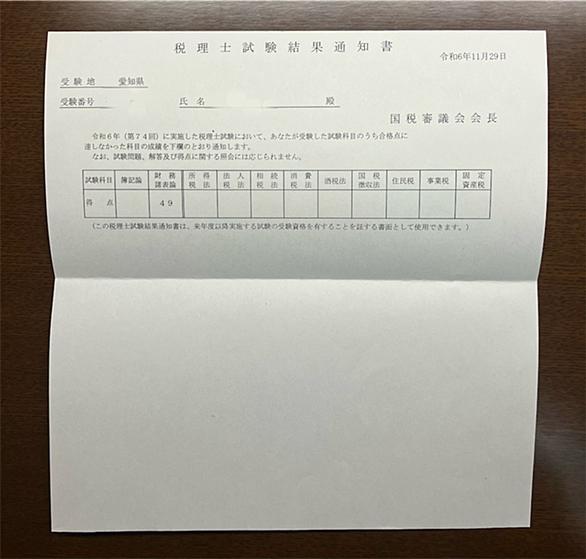 税理士試験結果通知書
令和6年11月29日
受験地 愛知県
受験番号 氏名 殿
国税審議会会長
令和6年(第74回)に実施した税理士試験において、あなたが受験した試験科目のうち合格点に
達しなかった科目の成績を下欄のとおり通知します。
なお、試験問題、解答及び得点に関する照会には応じられません。
試験科目 簿記論 財務諸表論 所得税法 法人税法 相続税法 消費税法 酒税法 国税徴収法 住民税 事業税 固定資産税
得点 49
(この税理士試験結果通知書は、来年度以降実施する試験の受験資格を有することを証する書面として使用できます。)